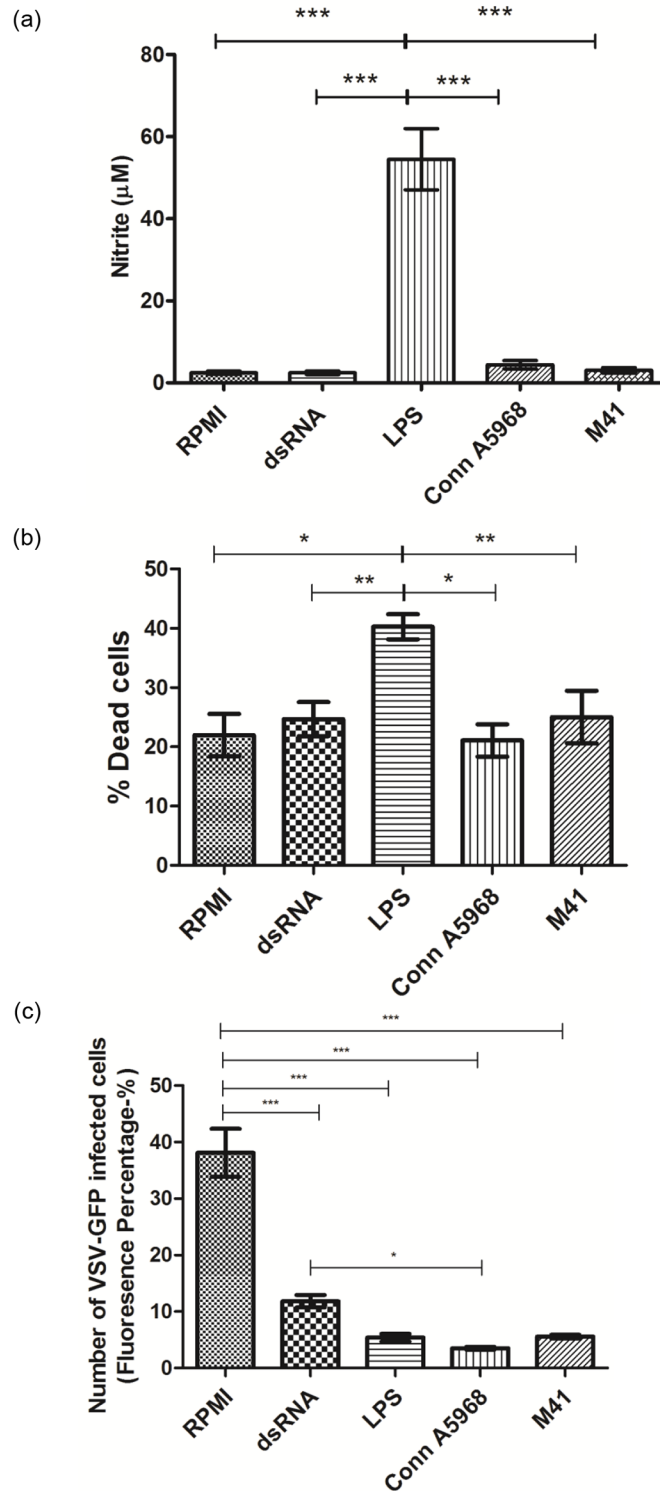 (a)
*** ***
*** ***
80
60
40
20
0
Nitrite (μM)
RPMI
dsRNA
LPS
Conn A5968
M41
(b)
* **
** *
50
40
30
20
10
0
% Dead cells
RPMI
dsRNA
LPS
Conn A5968
M41
(c)
***
***
***
***
*
50
40
30
20
10
0
Number of VSV-GFP infected cells
(Fluoresence Percentage-%)
RPMI
dsRNA
LPS
Conn A5968
M41